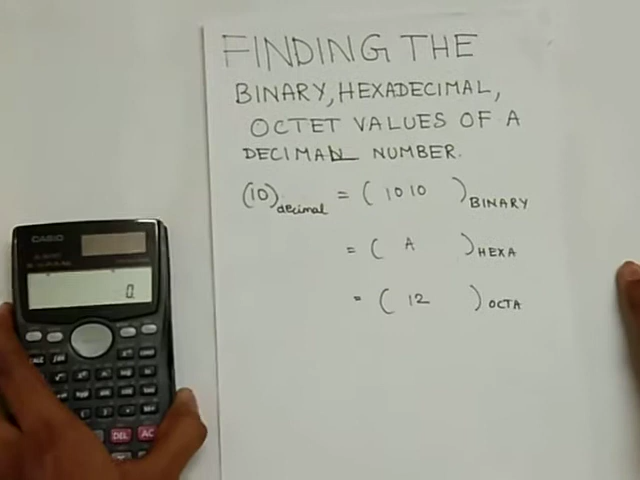 FINDING THE
BINARY, HEXADECIMAL,
OCTET VALUES OF A
DECIMAL NUMBER.
(10)decimal = ( 1010 )BINARY
= ( A )HEXA
= ( 12 )OCTA
CASIO
0.
DEL AC